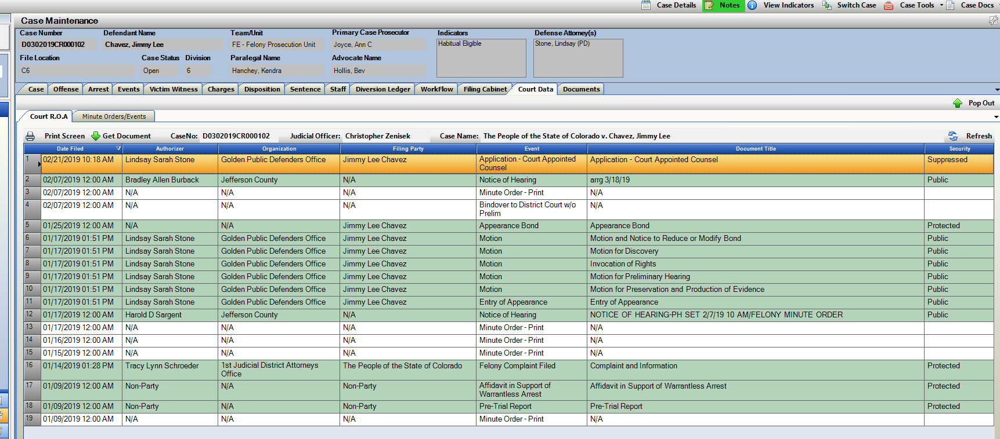 Case Details Notes View Indicators Switch Case Case Tools Case Docs
Case Maintenance
Case Number Defendant Name Team/Unit Primary Case Prosecutor Indicators Defense Attorney(s)
D0302019CR000102 Chavez, Jimmy Lee FE - Felony Prosecution Unit Joyce, Ann C Habitual Eligible Stone, Lindsay (PD)
File Location Case Status Division Paralegal Name Advocate Name
C6 Open 6 Hanchey, Kendra Hollis, Bev
Case Offense Arrest Events Victim Witness Charges Disposition Sentence Staff Diversion Ledger WorkFlow Filing Cabinet Court Data Documents
Pop Out
Court R.O.A Minute Orders/Events
Print Screen Get Document CaseNo: D0302019CR000102 Judicial Officer: Christopher Zenisek Case Name: The People of the State of Colorado v. Chavez, Jimmy Lee Refresh
Date Filed Authorizer Organization Filing Party Event Document Title Security
1 02/21/2019 10:18 AM Lindsay Sarah Stone Golden Public Defenders Office Jimmy Lee Chavez Application - Court Appointed Application - Court Appointed Counsel Suppressed
Counsel
2 02/07/2019 12:00 AM Bradley Allen Burback Jefferson County N/A Notice of Hearing arrg 3/18/19 Public
3 02/07/2019 12:00 AM N/A N/A N/A Minute Order - Print N/A
4 02/07/2019 12:00 AM N/A N/A N/A Bindover to District Court w/o N/A
Prelim
5 01/25/2019 12:00 AM N/A N/A Jimmy Lee Chavez Appearance Bond Appearance Bond Protected
6 01/17/2019 01:51 PM Lindsay Sarah Stone Golden Public Defenders Office Jimmy Lee Chavez Motion Motion and Notice to Reduce or Modify Bond Public
7 01/17/2019 01:51 PM Lindsay Sarah Stone Golden Public Defenders Office Jimmy Lee Chavez Motion Motion for Discovery Public
8 01/17/2019 01:51 PM Lindsay Sarah Stone Golden Public Defenders Office Jimmy Lee Chavez Motion Invocation of Rights Public
9 01/17/2019 01:51 PM Lindsay Sarah Stone Golden Public Defenders Office Jimmy Lee Chavez Motion Motion for Preliminary Hearing Public
10 01/17/2019 01:51 PM Lindsay Sarah Stone Golden Public Defenders Office Jimmy Lee Chavez Motion Motion for Preservation and Production of Evidence Public
11 01/17/2019 01:51 PM Lindsay Sarah Stone Golden Public Defenders Office Jimmy Lee Chavez Entry of Appearance Entry of Appearance Public
12 01/17/2019 12:00 AM Harold D Sargent Jefferson County N/A Notice of Hearing NOTICE OF HEARING-PH SET 2/7/19 10 AM/FELONY MINUTE ORDER Public
13 01/17/2019 12:00 AM N/A N/A N/A Minute Order - Print N/A
14 01/16/2019 12:00 AM N/A N/A N/A Minute Order - Print N/A
15 01/15/2019 12:00 AM N/A N/A N/A Minute Order - Print N/A
16 01/14/2019 01:28 PM Tracy Lynn Schroeder 1st Judicial District Attorneys The People of the State of Colorado Felony Complaint Filed Complaint and Information Protected
Office
17 01/09/2019 12:00 AM Non-Party N/A Non-Party Affidavit in Support of Affidavit in Support of Warrantless Arrest Protected
Warrantless Arrest
18 01/09/2019 12:00 AM Non-Party N/A Non-Party Pre-Trial Report Pre-Trial Report Protected
19 01/09/2019 12:00 AM N/A N/A N/A Minute Order - Print N/A